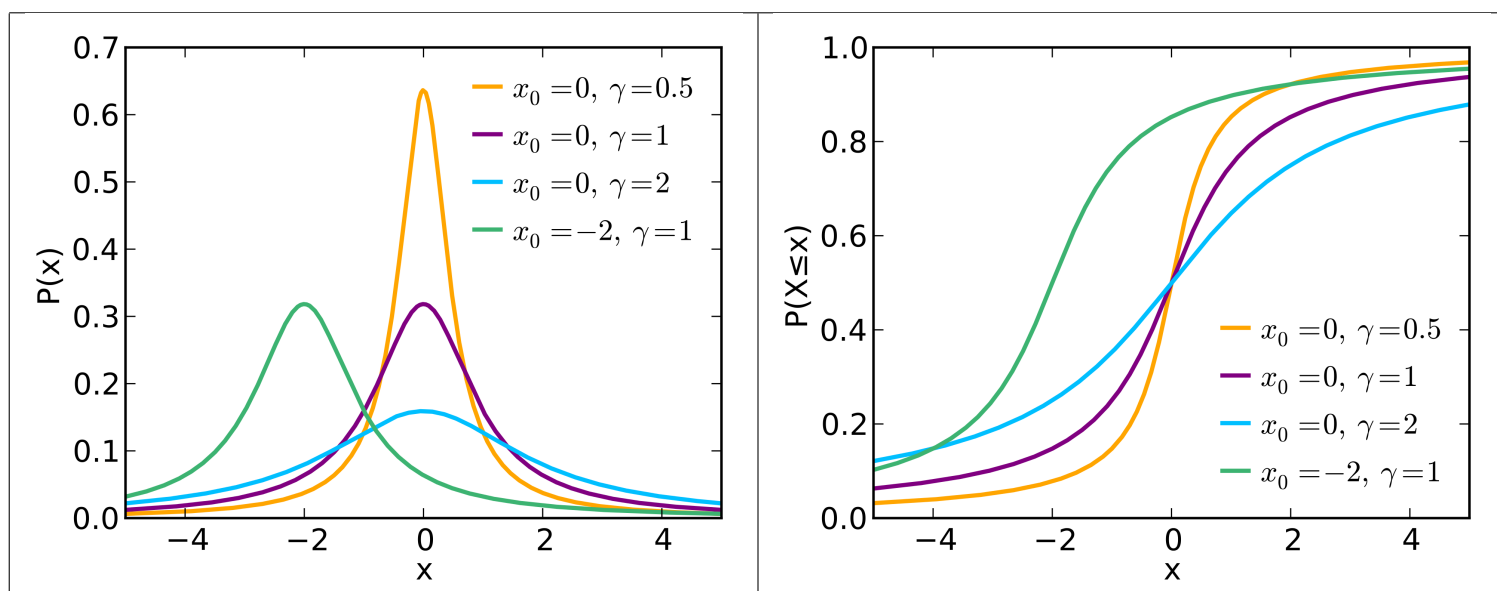 0.7
0.6
0.5
0.4
0.3
0.2
0.1
0.0
P(x)
−4 −2 0 2 4
x
x₀ =0, γ=0.5
x₀ =0, γ=1
x₀ =0, γ=2
x₀ =−2, γ=1
1.0
0.8
0.6
0.4
0.2
0.0
P(X≤x)
−4 −2 0 2 4
x
x₀ =0, γ=0.5
x₀ =0, γ=1
x₀ =0, γ=2
x₀ =−2, γ=1